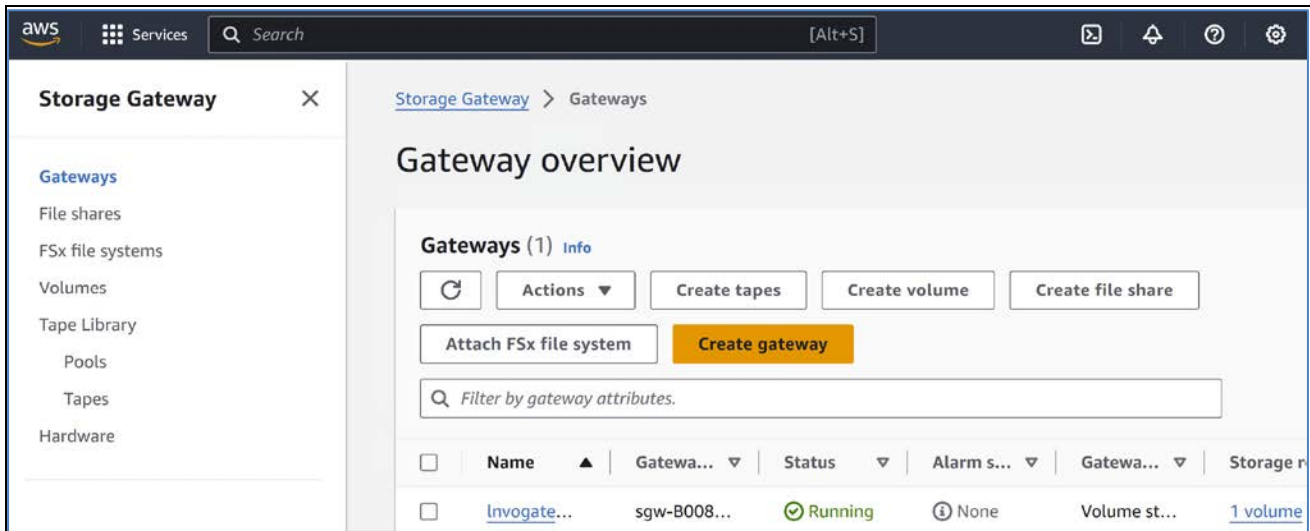 aws Services Search [Alt+S]
Storage Gateway
Gateways
File shares
FSx file systems
Volumes
Tape Library
Pools
Tapes
Hardware
Storage Gateway > Gateways
Gateway overview
Gateways (1) Info
Actions Create tapes Create volume Create file share
Attach FSx file system Create gateway
Filter by gateway attributes.
Name Gatewa... Status Alarm s... Gatewa... Storage r
lnvogate... sgw-B008... Running None Volume st... 1 volume